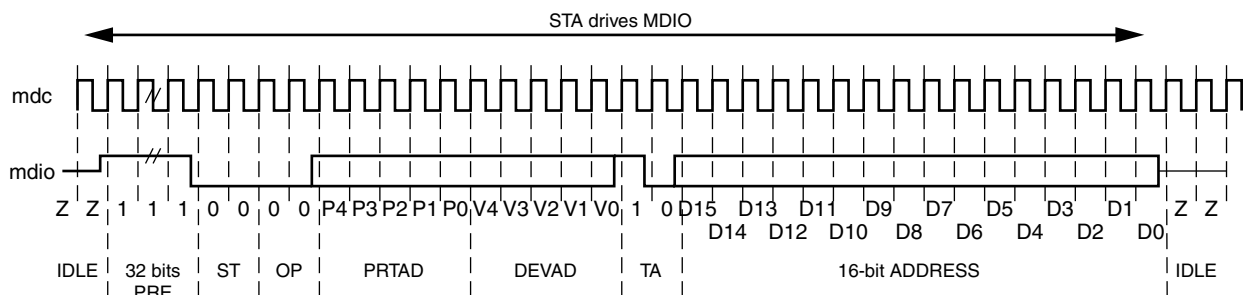 STA drives MDIO
mdc
mdio
Z Z 1 1 1 0 0 0 0 P4 P3 P2 P1 P0 V4 V3 V2 V1 V0 1 0 D15 D13 D11 D9 D7 D5 D3 D1 Z Z
D14 D12 D10 D8 D6 D4 D2 D0
IDLE 32 bits ST OP PRTAD DEVAD TA 16-bit ADDRESS IDLE
PRE